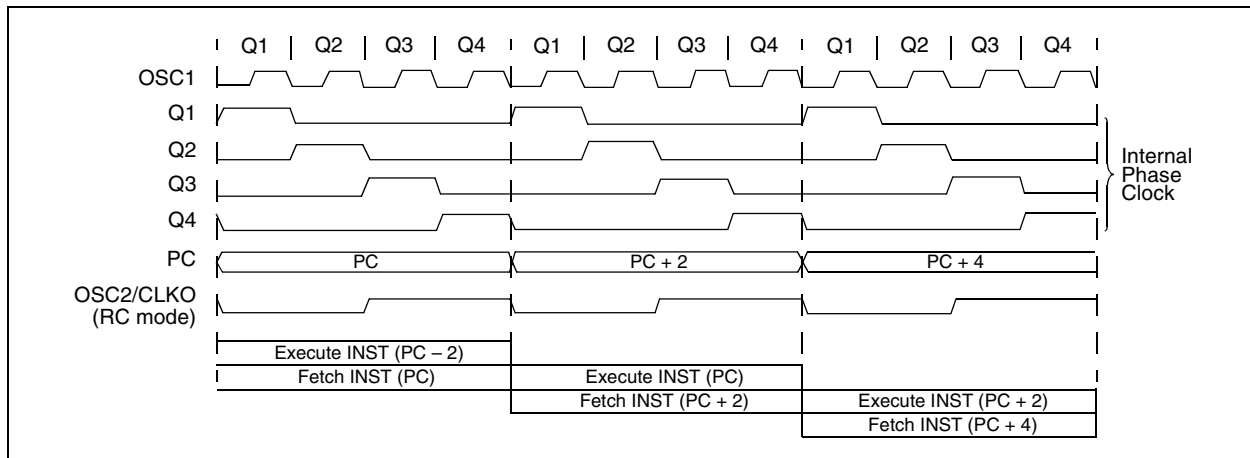 Q1 Q2 Q3 Q4 Q1 Q2 Q3 Q4 Q1 Q2 Q3 Q4
OSC1
Q1
Q2
Q3
Q4
Internal
Phase
Clock
PC PC PC + 2 PC + 4
OSC2/CLKO
(RC mode)
Execute INST (PC – 2)
Fetch INST (PC) Execute INST (PC)
Fetch INST (PC + 2) Execute INST (PC + 2)
Fetch INST (PC + 4)